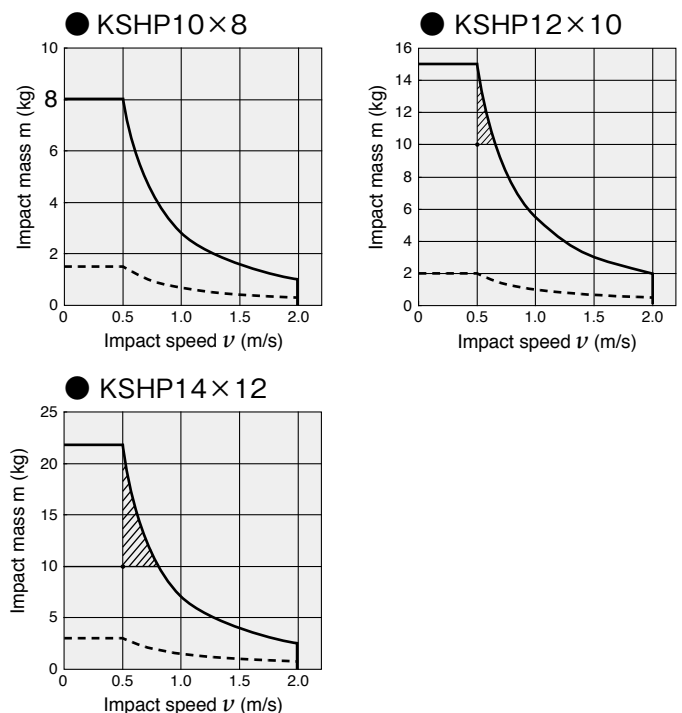 ● KSHP10×8
10
8
6
4
2
0
Impact mass m (kg)
0 0.5 1.0 1.5 2.0
Impact speed ν (m/s)
● KSHP12×10
16
14
12
10
8
6
4
2
0
Impact mass m (kg)
0 0.5 1.0 1.5 2.0
Impact speed ν (m/s)
● KSHP14×12
25
20
15
10
5
0
Impact mass m (kg)
0 0.5 1.0 1.5 2.0
Impact speed ν (m/s)